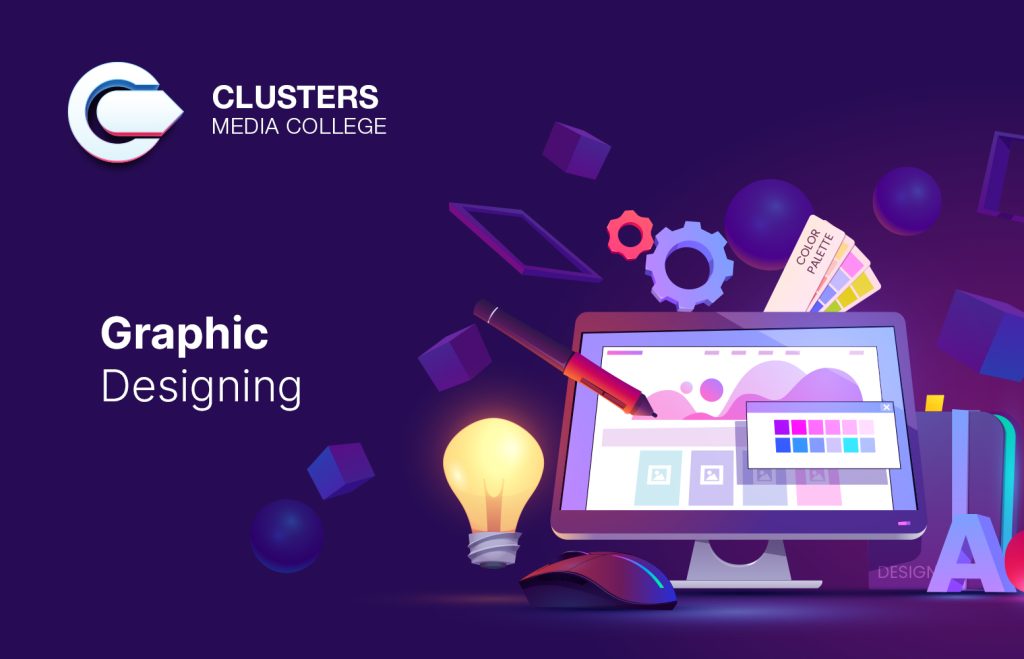 CLUSTERS
MEDIA COLLEGE
COLOR
PALETTE
Graphic
Designing
DESIGN
A